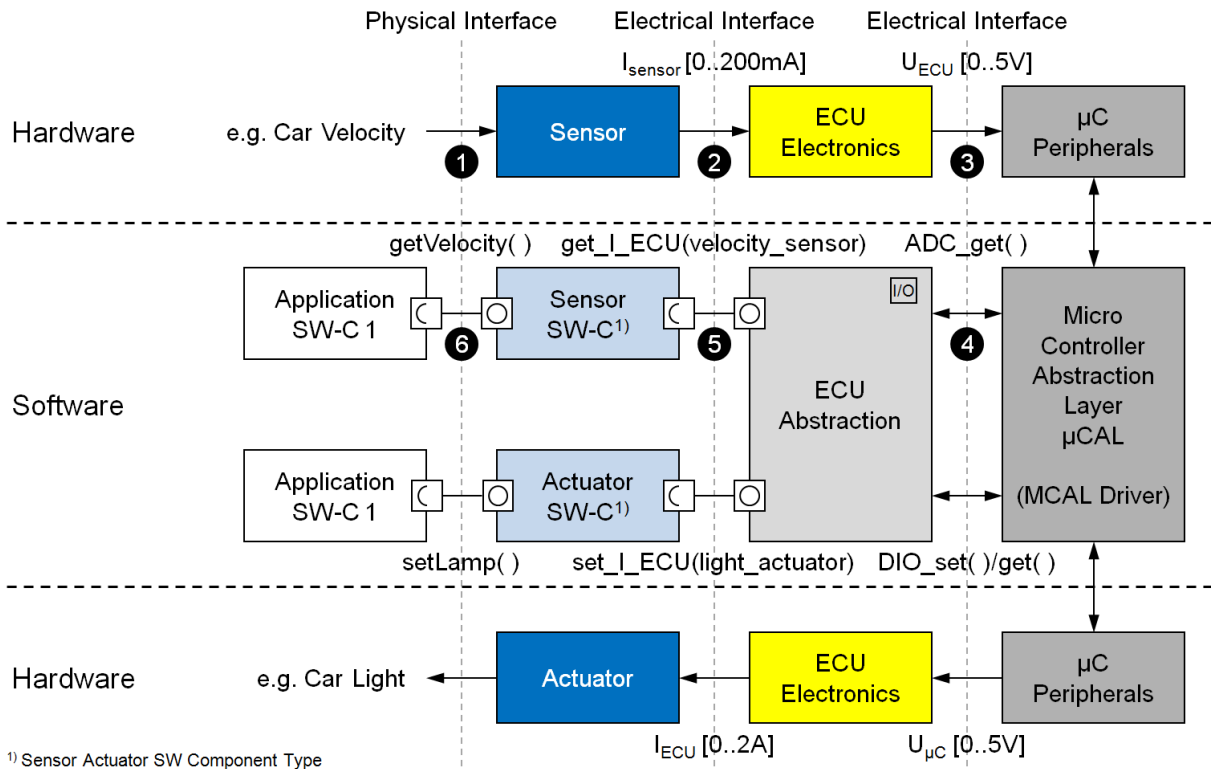 Physical Interface
Electrical Interface
Electrical Interface
Isensor [0..200mA]
UECU [0..5V]
Hardware
e.g. Car Velocity
Sensor
ECU
Electronics
µC
Peripherals
1
2
3
getVelocity( )
get_I_ECU(velocity_sensor)
ADC_get( )
Application
SW-C 1
Sensor
SW-C1)
I/O
6
5
4
Software
ECU
Abstraction
Micro
Controller
Abstraction
Layer
µCAL
(MCAL Driver)
Application
SW-C 1
Actuator
SW-C1)
setLamp( )
set_I_ECU(light_actuator)
DIO_set( )/get( )
Hardware
e.g. Car Light
Actuator
ECU
Electronics
µC
Peripherals
IECU [0..2A]
UµC [0..5V]
1) Sensor Actuator SW Component Type